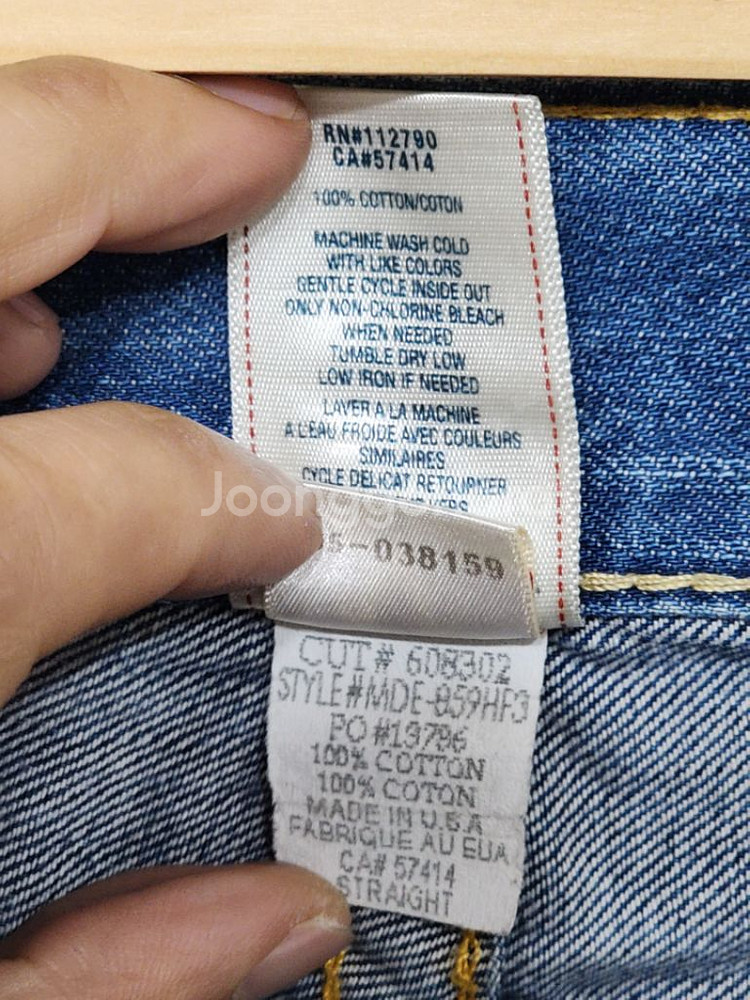 RN#112790
CA#57414
100% COTTON/COTON
MACHINE WASH COLD
WITH LIKE COLORS
GENTLE CYCLE INSIDE OUT
ONLY NON-CHLORINE BLEACH
WHEN NEEDED
TUMBLE DRY LOW
LOW IRON IF NEEDED
LAVER A LA MACHINE
A L'EAU FROIDE AVEC COULEURS
SIMILAIRES
CYCLE DELICAT RETOURNER
Joongg
5-038159
CUT# 608302
STYLE#MDE-859HF3
PO #19786
100% COTTON
100% COTON
MADE IN U.S.A
FABRIQUE AU EUA
CA# 57414
STRAIGHT